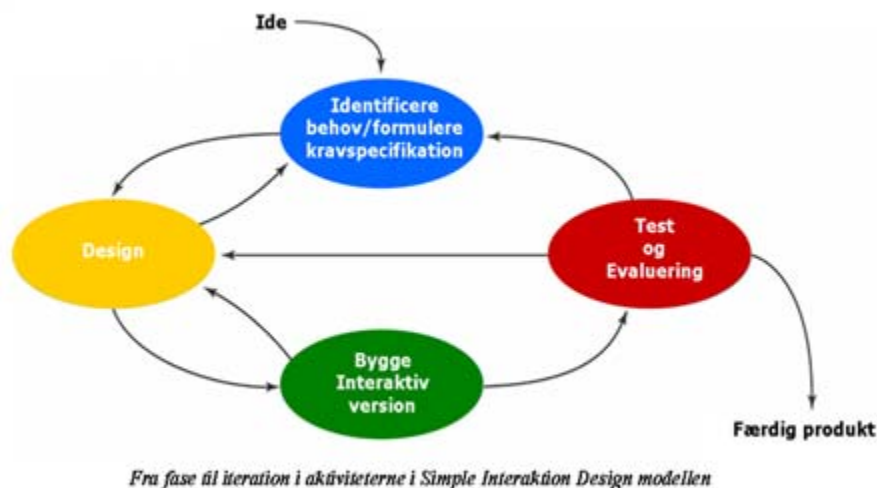 Ide
Identificere
behov/formulere
kravspecifikation
Design
Test
og
Evaluering
Bygge
Interaktiv
version
Færdig produkt
Fra fase til iteration i aktiviteterne i Simple Interaktion Design modellen